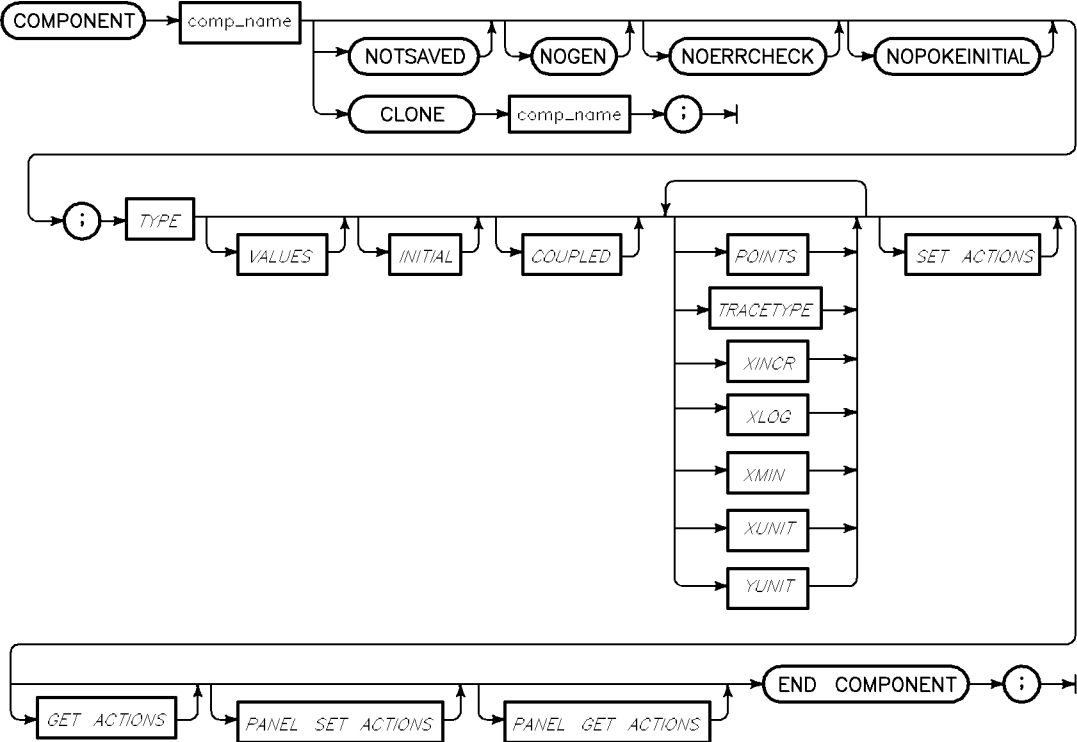 COMPONENT comp_name
NOTSAVED NOGEN NOERRCHECK NOPOKEINITIAL
CLONE comp_name ;
; TYPE
VALUES INITIAL COUPLED POINTS SET ACTIONS
TRACETYPE
XINCR
XLOG
XMIN
XUNIT
YUNIT
END COMPONENT ;
GET ACTIONS PANEL SET ACTIONS PANEL GET ACTIONS